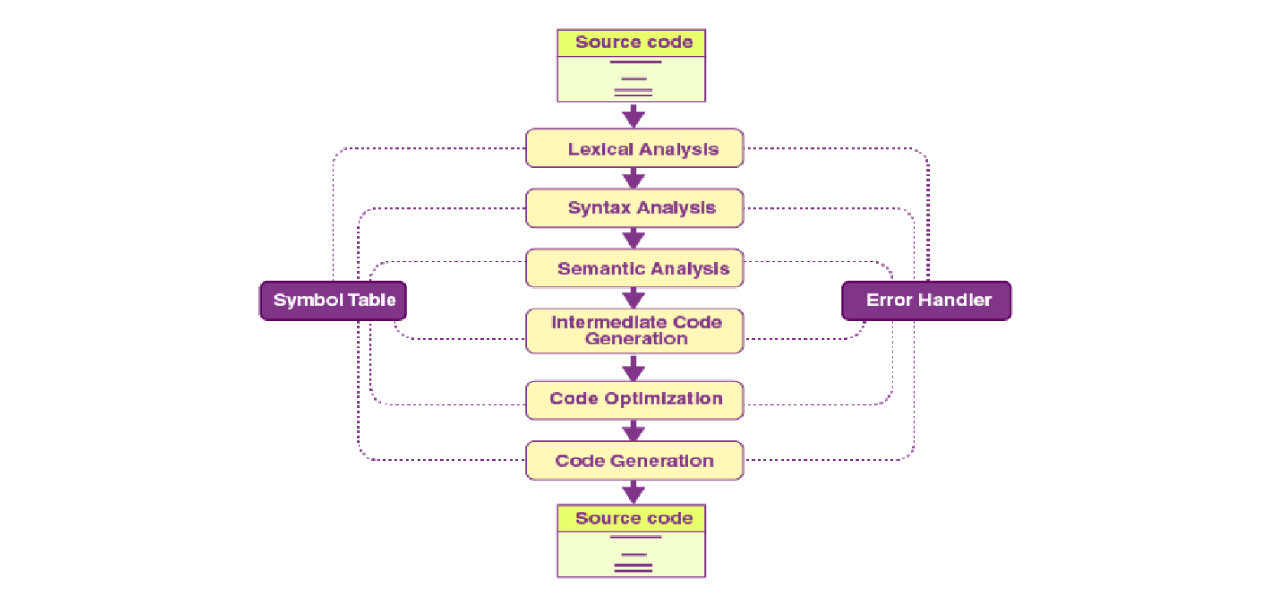 Source code
Lexical Analysis
Syntax Analysis
Semantic Analysis
Symbol Table
Error Handler
Intermediate Code
Generation
Code Optimization
Code Generation
Source code